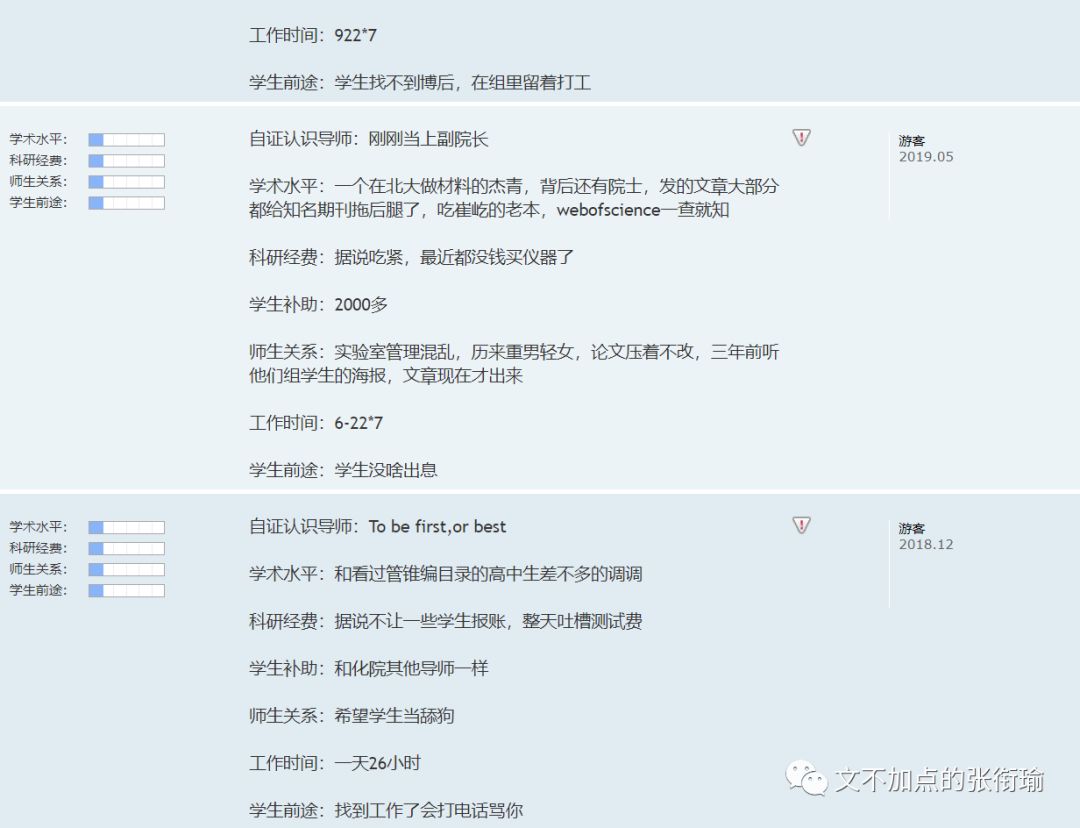 工作时间：922*7
学生前途：学生找不到博后，在组里留着打工
学术水平：
科研经费：
师生关系：
学生前途：
自证认识导师：刚刚当上副院长
学术水平：一个在北大做材料的杰青，背后还有院士，发的文章大部分
都给知名期刊拖后腿了，吃崔屹的老本，webofscience一查就知
科研经费：据说吃紧，最近都没钱买仪器了
学生补助：2000多
师生关系：实验室管理混乱，历来重男轻女，论文压着不改，三年前听
他们组学生的海报，文章现在才出来
工作时间：6-22*7
学生前途：学生没啥出息
游客
2019.05
学术水平：
科研经费：
师生关系：
学生前途：
自证认识导师：To be first,or best
学术水平：和看过管锥编目录的高中生差不多的调调
科研经费：据说不让一些学生报账，整天吐槽测试费
学生补助：和化院其他导师一样
师生关系：希望学生当舔狗
工作时间：一天26小时
学生前途：找到工作了会打电话骂你
游客
2018.12
文不加点的张衔瑜